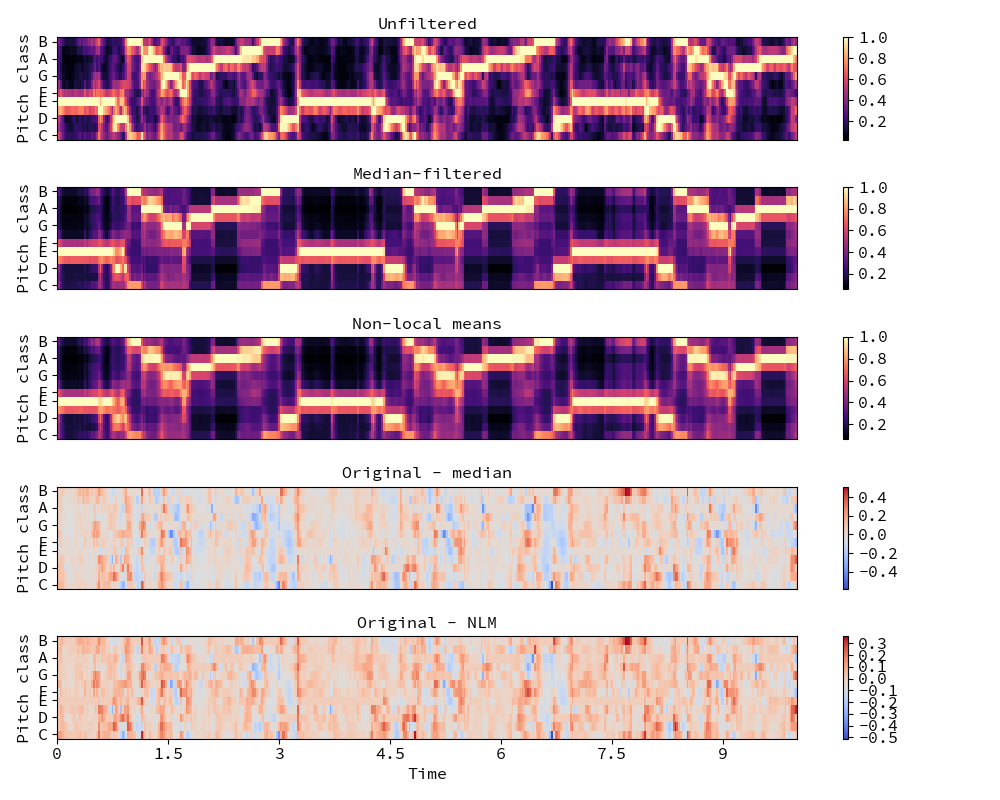 Unfiltered
Pitch class
B
A
G
F
E
D
C
1.0
0.8
0.6
0.4
0.2
Median-filtered
Pitch class
B
A
G
F
E
D
C
1.0
0.8
0.6
0.4
0.2
Non-local means
Pitch class
B
A
G
F
E
D
C
1.0
0.8
0.6
0.4
0.2
Original - median
Pitch class
B
A
G
F
E
D
C
0.4
0.2
0.0
−0.2
−0.4
Original - NLM
Pitch class
B
A
G
F
E
D
C
0.3
0.2
0.1
0.0
−0.1
−0.2
−0.3
−0.4
−0.5
0 1.5 3 4.5 6 7.5 9
Time